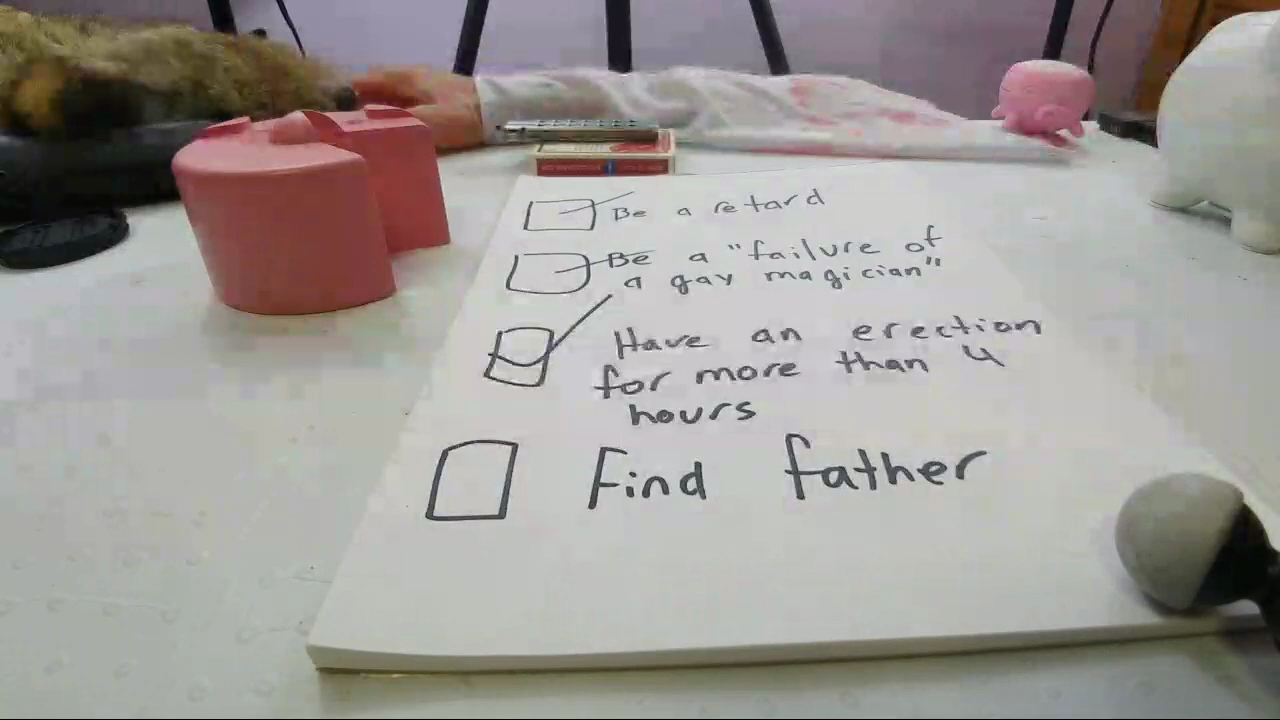 Be a retard
Be a "failure of
a gay magician"
Have an erection
for more than 4
hours
Find father